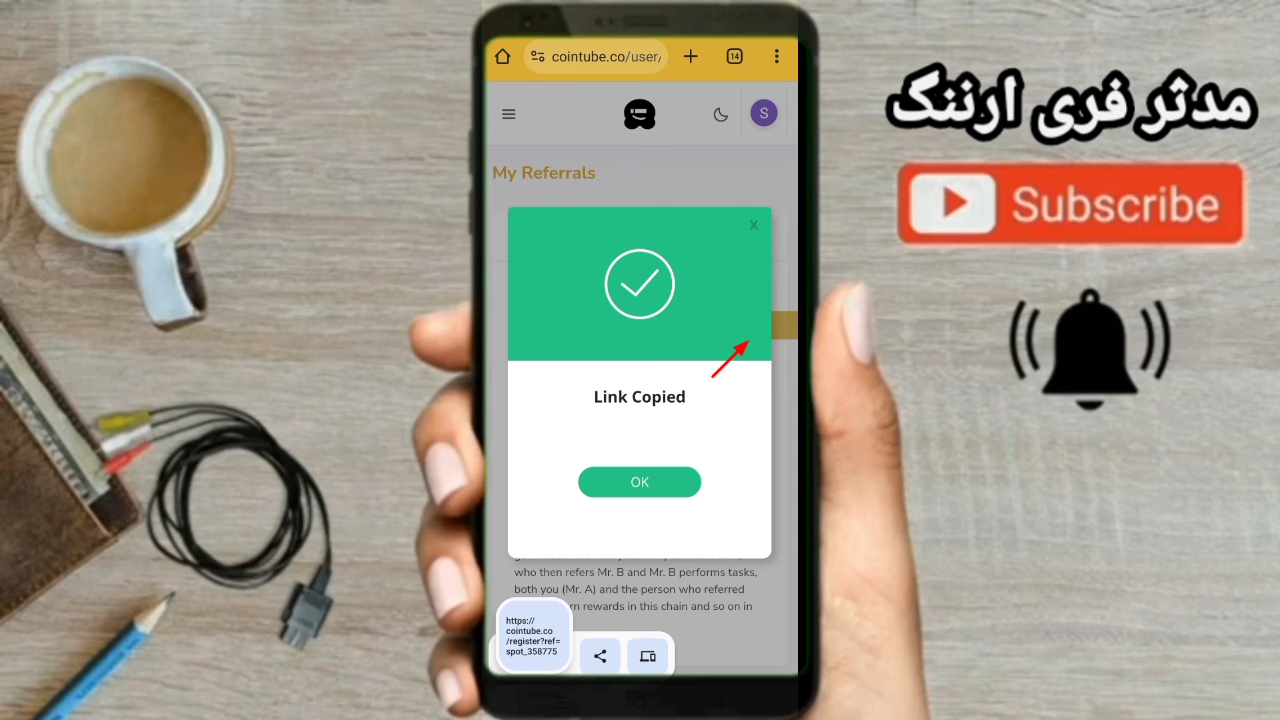 cointube.co/user/
14
S
My Referrals
X
Link Copied
OK
who then refers Mr. B and Mr. B performs tasks,
both you (Mr. A) and the person who referred
rn rewards in this chain and so on in
https://
cointube.co
/register?ref=
spot_358775
مدثر فری ارننگ
Subscribe